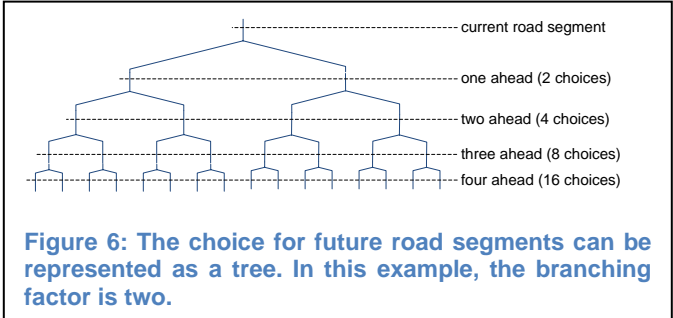 current road segment
one ahead (2 choices)
two ahead (4 choices)
three ahead (8 choices)
four ahead (16 choices)
Figure 6: The choice for future road segments can be
represented as a tree. In this example, the branching
factor is two.